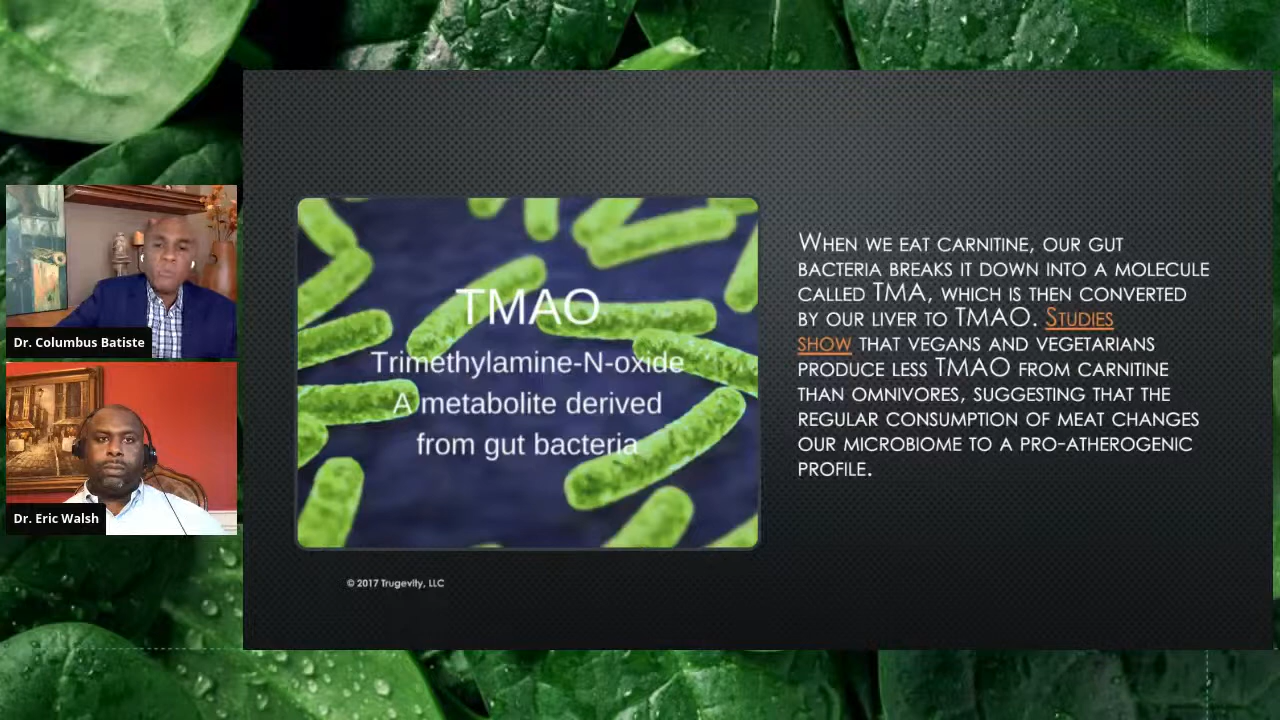 Dr. Columbus Batiste
Dr. Eric Walsh
TMAO
Trimethylamine-N-oxide
A metabolite derived
from gut bacteria
When we eat carnitine, our gut
bacteria breaks it down into a molecule
called TMA, which is then converted
by our liver to TMAO. Studies
show that vegans and vegetarians
produce less TMAO from carnitine
than omnivores, suggesting that the
regular consumption of meat changes
our microbiome to a pro-atherogenic
profile.
© 2017 Trugevity, LLC